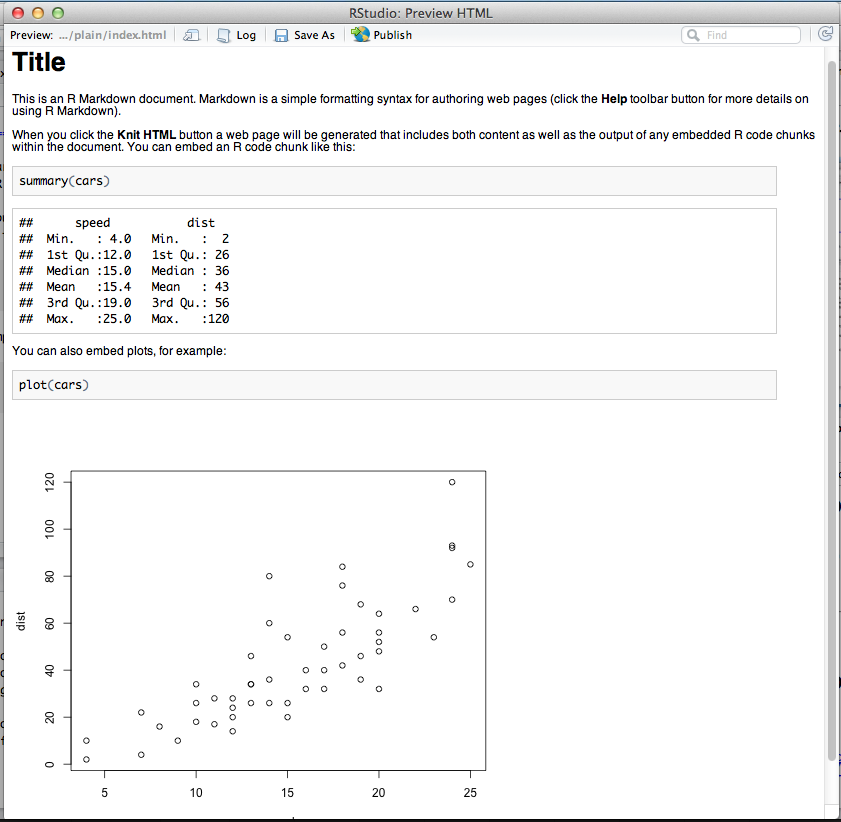 RStudio: Preview HTML
Preview: .../plain/index.html Log Save As Publish Find
Title
This is an R Markdown document. Markdown is a simple formatting syntax for authoring web pages (click the Help toolbar button for more details on
using R Markdown).
When you click the Knit HTML button a web page will be generated that includes both content as well as the output of any embedded R code chunks
within the document. You can embed an R code chunk like this:
summary(cars)
##      speed           dist
##  Min.   : 4.0   Min.   :  2
##  1st Qu.:12.0   1st Qu.: 26
##  Median :15.0   Median : 36
##  Mean   :15.4   Mean   : 43
##  3rd Qu.:19.0   3rd Qu.: 56
##  Max.   :25.0   Max.   :120
You can also embed plots, for example:
plot(cars)
120
100
80
60
40
20
0
dist
5 10 15 20 25